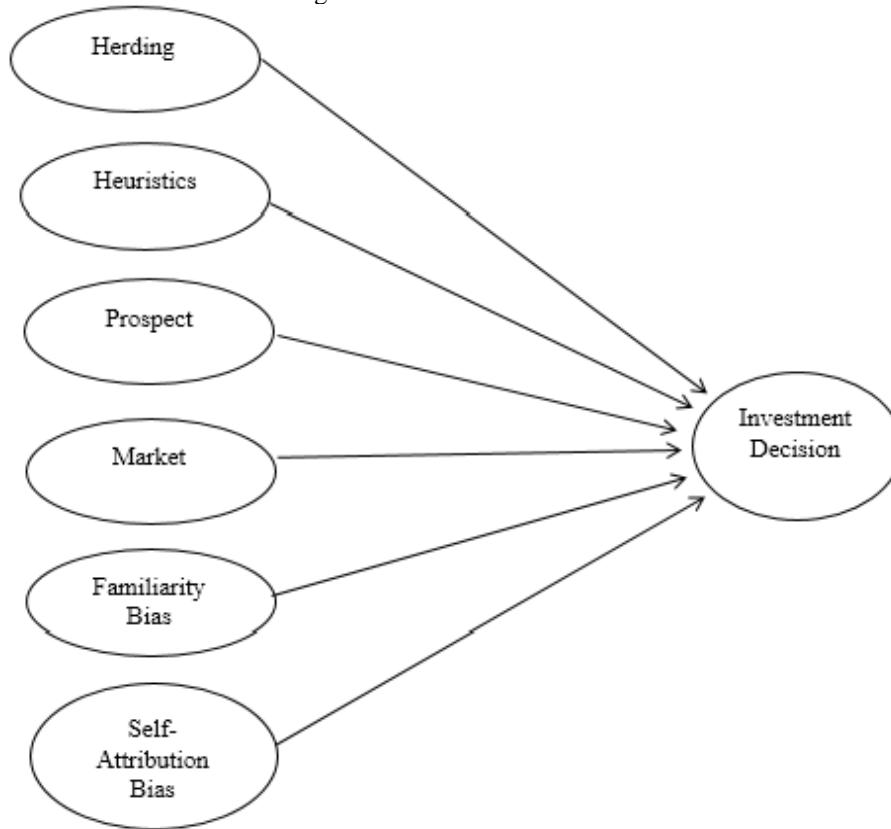 Herding
Heuristics
Prospect
Market
Familiarity
Bias
Self-
Attribution
Bias
Investment
Decision